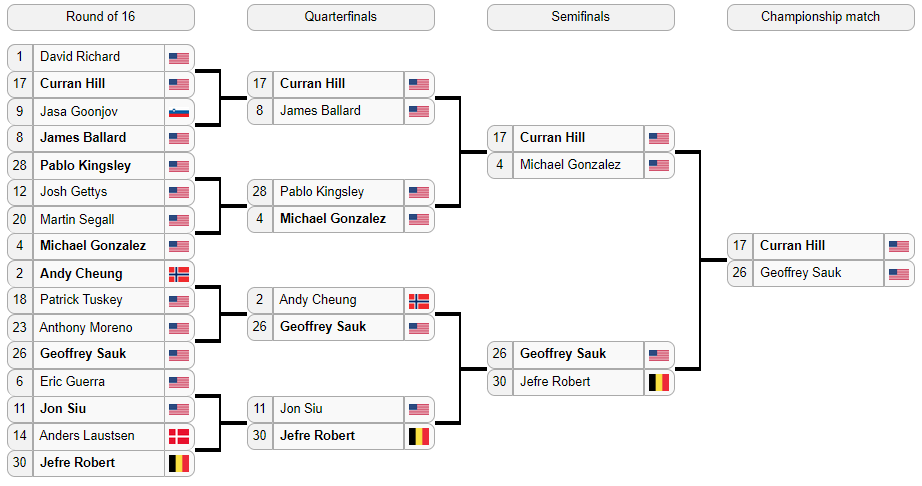 Round of 16
Quarterfinals
Semifinals
Championship match
1 David Richard
17 Curran Hill
9 Jasa Goonjov
8 James Ballard
28 Pablo Kingsley
12 Josh Gettys
20 Martin Segall
4 Michael Gonzalez
2 Andy Cheung
18 Patrick Tuskey
23 Anthony Moreno
26 Geoffrey Sauk
6 Eric Guerra
11 Jon Siu
14 Anders Laustsen
30 Jefre Robert
17 Curran Hill
8 James Ballard
28 Pablo Kingsley
4 Michael Gonzalez
2 Andy Cheung
26 Geoffrey Sauk
11 Jon Siu
30 Jefre Robert
17 Curran Hill
4 Michael Gonzalez
26 Geoffrey Sauk
30 Jefre Robert
17 Curran Hill
26 Geoffrey Sauk